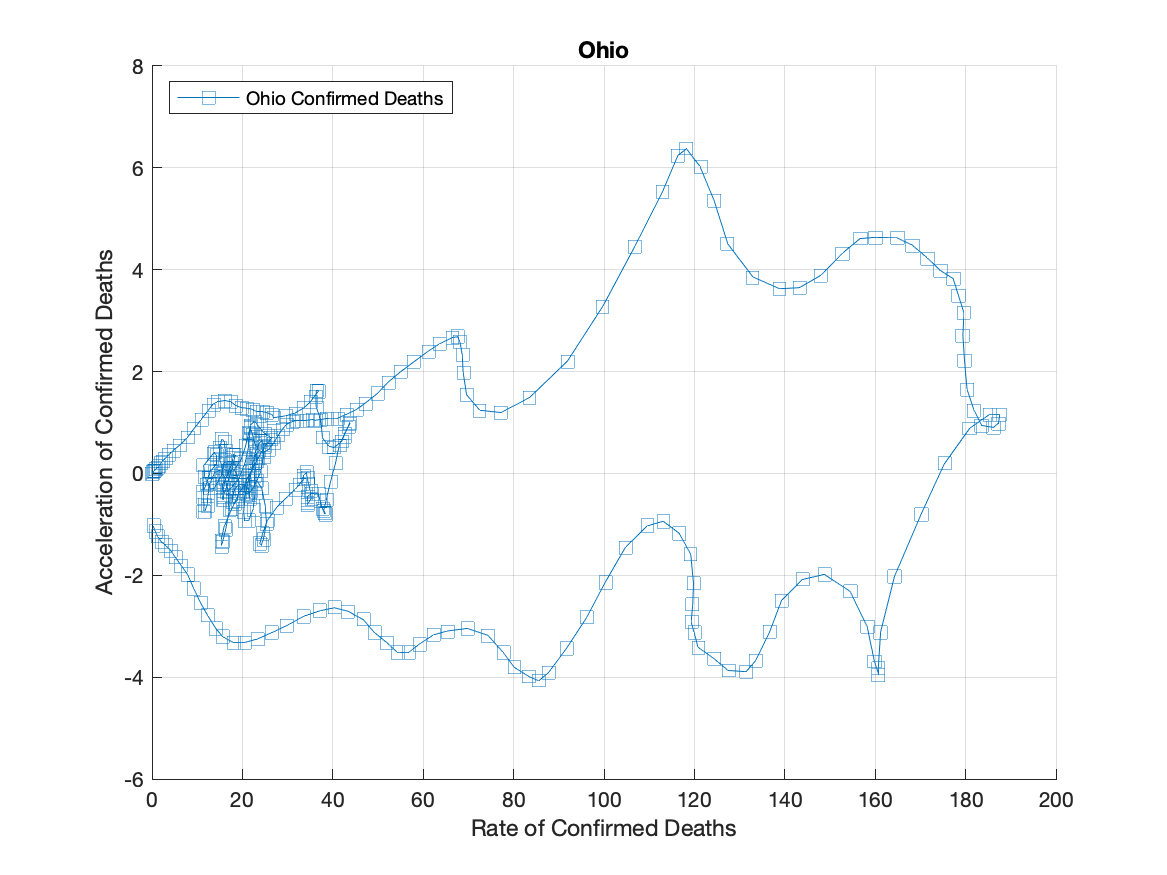 Ohio
Ohio Confirmed Deaths
8
6
4
2
0
-2
-4
-6
Acceleration of Confirmed Deaths
0 20 40 60 80 100 120 140 160 180 200
Rate of Confirmed Deaths